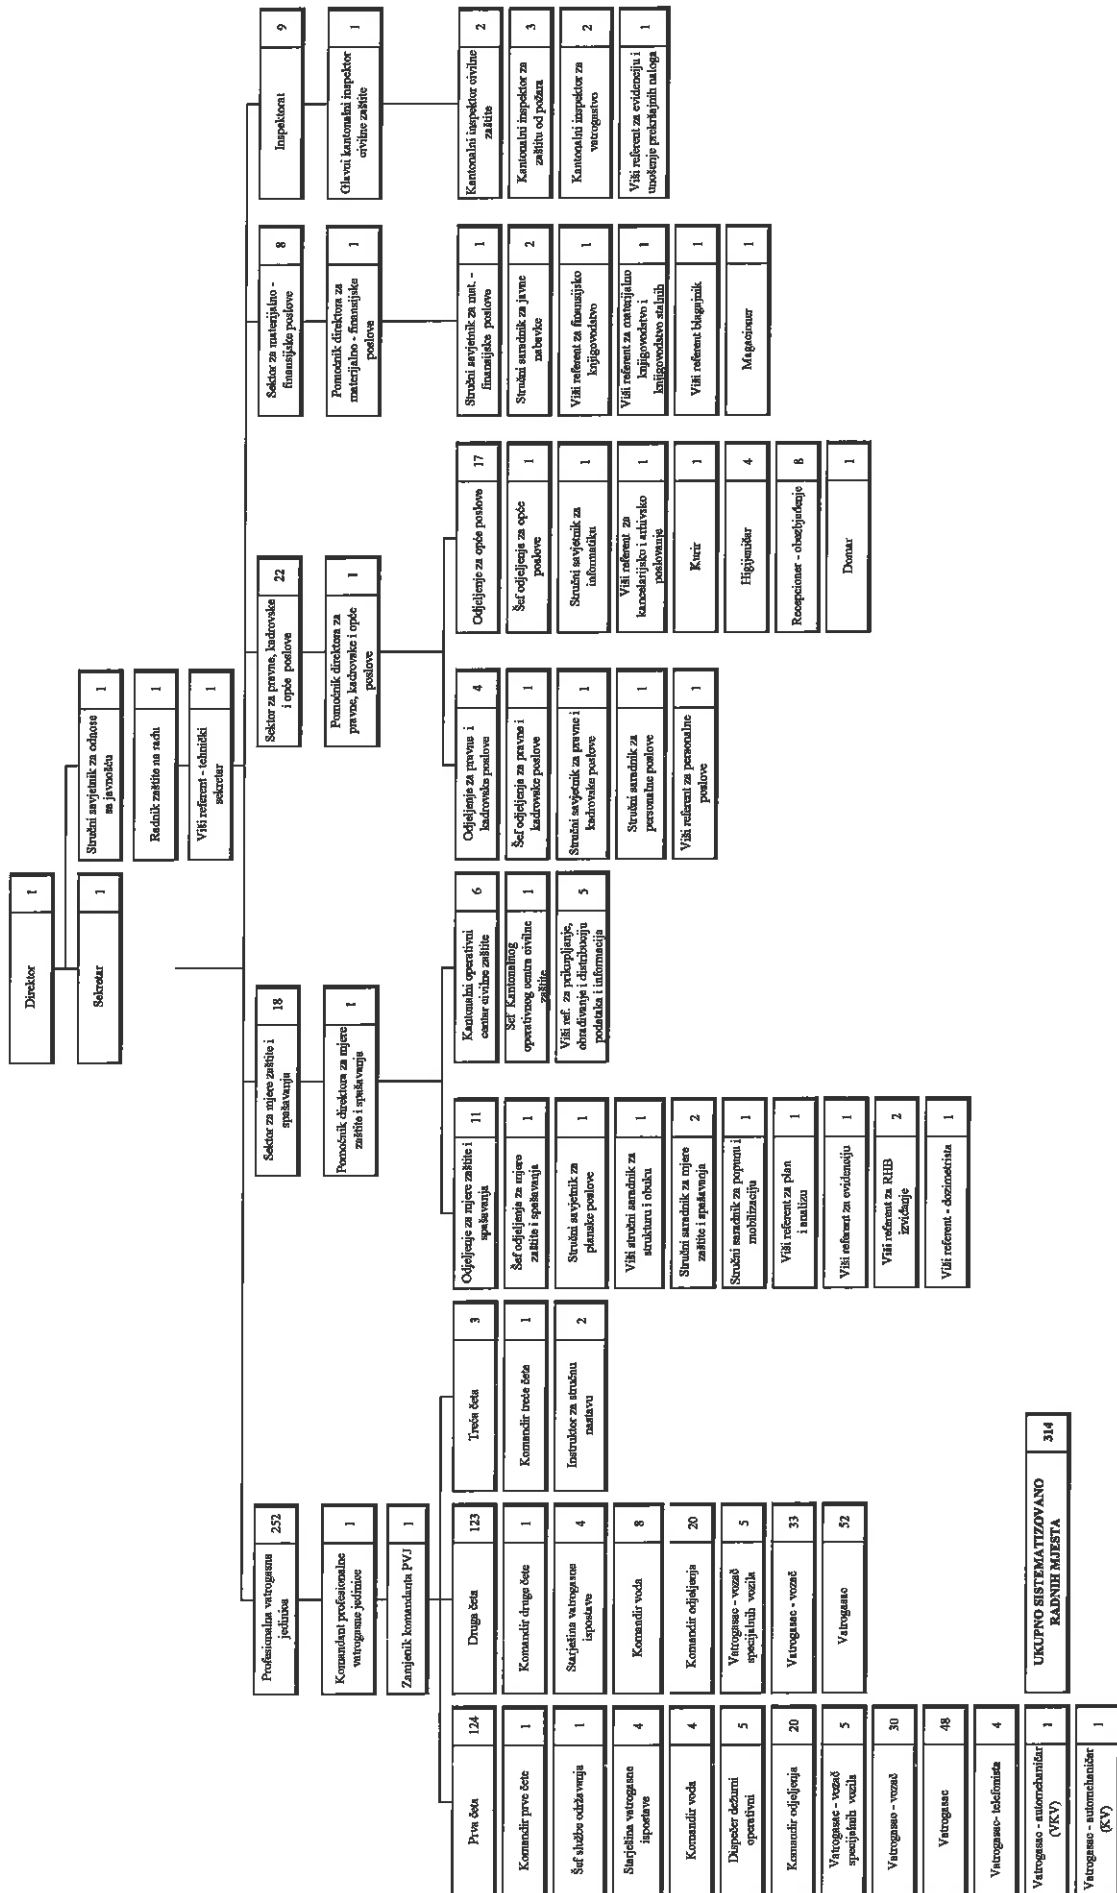 Direktor
1
Sekretar
1
Stručni savjetnik za odnose
sa javnošću
1
Radnik zaštite na radu
1
Viši referent - tehnički
sekretar
1
Profesionalna vatrogasna
jedinica
252
Komandant profesionalne
vatrogasne jedinice
1
Zamjenik komandanta PVJ
1
Prva četa
124
Komandir prve čete
1
Šef službe održavanja
1
Starješina vatrogasne
ispostave
4
Komandir voda
4
Dispečer dežurni
operativni
5
Komandir odjeljenja
20
Vatrogasac - vozač
specijalnih vozila
5
Vatrogasac - vozač
30
Vatrogasac
48
Vatrogasac- telefonista
4
Vatrogasac - automehaničar
(VKV)
1
Vatrogasac - automehaničar
(KV)
1
Druga četa
123
Komandir druge čete
1
Starješina vatrogasne
ispostave
4
Komandir voda
8
Komandir odjeljenja
20
Vatrogasac - vozač
specijalnih vozila
5
Vatrogasac - vozač
33
Vatrogasac
52
Treća četa
3
Komandir treće čete
1
Instruktor za stručnu
nastavu
2
Sektor za mjere zaštite i
spašavanja
18
Pomoćnik direktora za mjere
zaštite i spašavanja
1
Odjeljenje za mjere zaštite i
spašavanja
11
Šef odjeljenja za mjere
zaštite i spašavanja
1
Stručni savjetnik za
planske poslove
1
Viši stručni saradnik za
strukturu i obuku
1
Stručni saradnik za mjere
zaštite i spašavanja
2
Stručni saradnik za popunu i
mobilizaciju
1
Viši referent za plan
i analizu
1
Viši referent za evidenciju
1
Viši referent za RHB
izviđanje
2
Viši referent - dozimetrista
1
Kantonalni operativni
centar civilne zaštite
6
Šef Kantonalnog
operativnog centra civilne
zaštite
1
Viši ref. za prikupljanje,
obrađivanje i distribuciju
podataka i informacija
5
Sektor za pravne, kadrovske
i opće poslove
22
Pomoćnik direktora za
pravne, kadrovske i opće
poslove
1
Odjeljenje za pravne i
kadrovske poslove
4
Šef odjeljenja za pravne i
kadrovske poslove
1
Stručni savjetnik za pravne i
kadrovske poslove
1
Stručni saradnik za
personalne poslove
1
Viši referent za personalne
poslove
1
Odjeljenje za opće poslove
17
Šef odjeljenja za opće
poslove
1
Stručni savjetnik za
informatiku
1
Viši referent za
kancelarijsko i arhivsko
poslovanje
1
Kurir
1
Higijeničar
4
Recepcioner - obezbjeđenje
8
Domar
1
Sektor za materijalno -
finansijske poslove
8
Pomoćnik direktora za
materijalno - finansijske
poslove
1
Stručni savjetnik za mat. -
finansijske poslove
1
Stručni saradnik za javne
nabavke
2
Viši referent za finansijsko
knjigovodstvo
1
Viši referent za materijalno
knjigovodstvo i
knjigovodstvo stalnih
1
Viši referent blagajnik
1
Magacioner
1
Inspektorat
9
Glavni kantonalni inspektor
civilne zaštite
1
Kantonalni inspektor civilne
zaštite
2
Kantonalni inspektor za
zaštitu od požara
3
Kantonalni inspektor za
vatrogastvo
2
Viši referent za evidenciju i
unošenje prekršajnih naloga
1
UKUPNO SISTEMATIZOVANO
RADNIH MJESTA
314